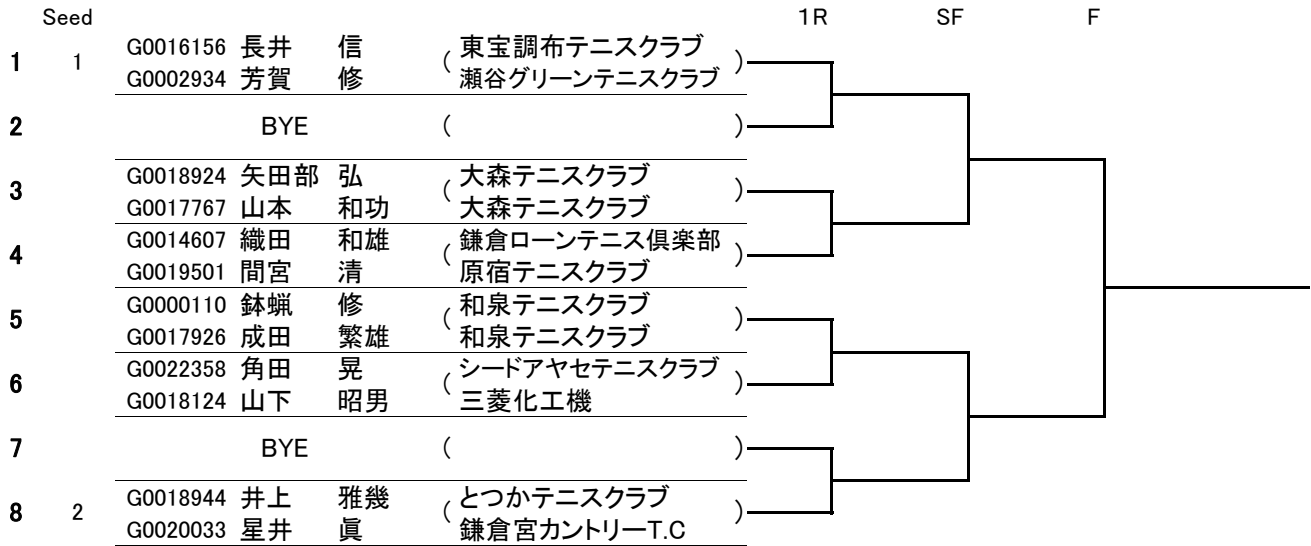 Seed 1R SF F
1 1 G0016156 長井 信 ( 東宝調布テニスクラブ )
G0002934 芳賀 修 瀬谷グリーンテニスクラブ
2 BYE ( )
3 G0018924 矢田部 弘 ( 大森テニスクラブ )
G0017767 山本 和功 大森テニスクラブ
4 G0014607 織田 和雄 ( 鎌倉ローンテニス倶楽部 )
G0019501 間宮 清 原宿テニスクラブ
5 G0000110 鉢蝋 修 ( 和泉テニスクラブ )
G0017926 成田 繁雄 和泉テニスクラブ
6 G0022358 角田 晃 ( シードアヤセテニスクラブ )
G0018124 山下 昭男 三菱化工機
7 BYE ( )
8 2 G0018944 井上 雅幾 ( とつかテニスクラブ )
G0020033 星井 眞 鎌倉宮カントリーT.C